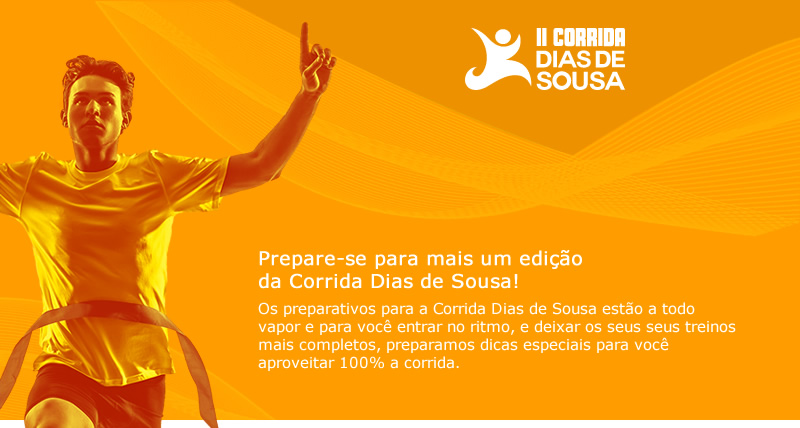 II CORRIDA
DIAS DE
SOUSA
Prepare-se para mais um edição
da Corrida Dias de Sousa!
Os preparativos para a Corrida Dias de Sousa estão a todo
vapor e para você entrar no ritmo, e deixar os seus seus treinos
mais completos, preparamos dicas especiais para você
aproveitar 100% a corrida.